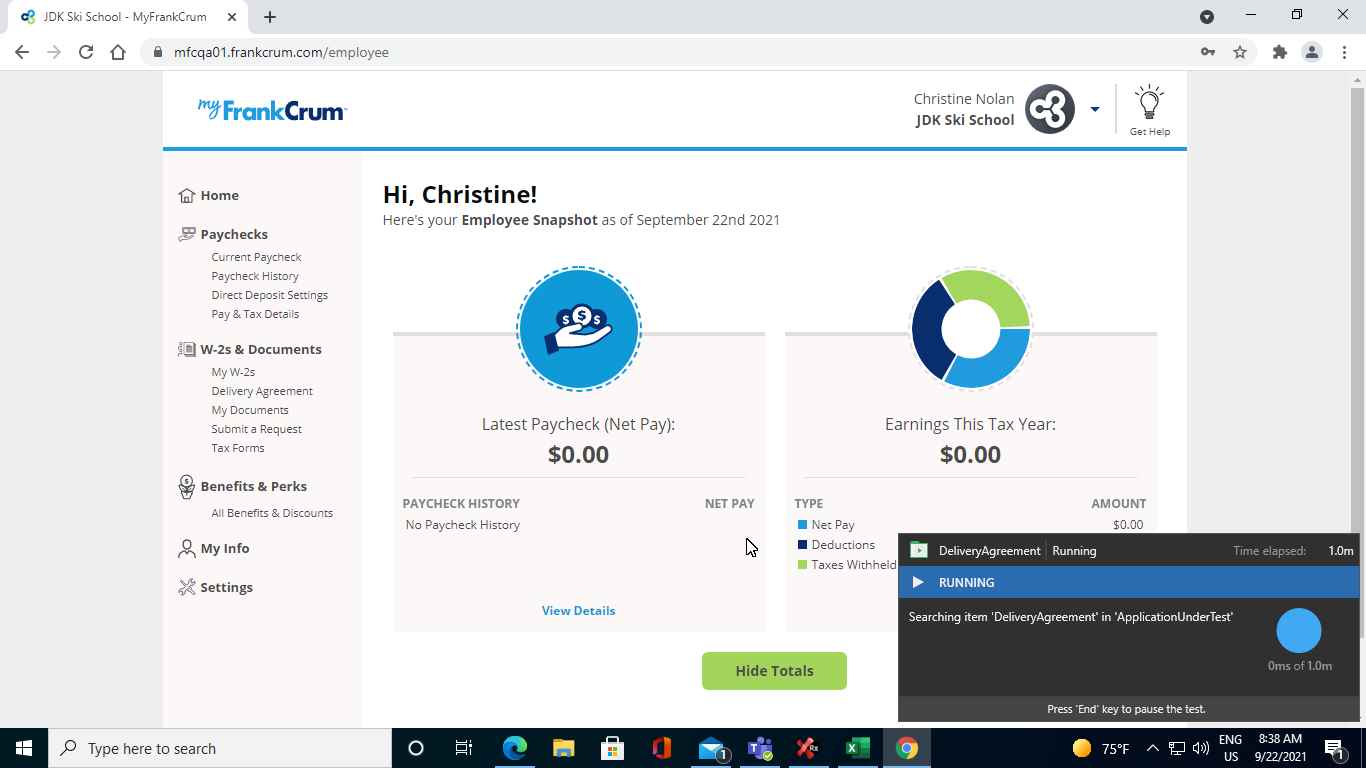 JDK Ski School - MyFrankCrum
mfcqa01.frankcrum.com/employee
myFrankCrum
Christine Nolan
JDK Ski School
Get Help
Home
Paychecks
Current Paycheck
Paycheck History
Direct Deposit Settings
Pay & Tax Details
W-2s & Documents
My W-2s
Delivery Agreement
My Documents
Submit a Request
Tax Forms
Benefits & Perks
All Benefits & Discounts
My Info
Settings
Hi, Christine!
Here's your Employee Snapshot as of September 22nd 2021
Latest Paycheck (Net Pay):
$0.00
PAYCHECK HISTORY NET PAY
No Paycheck History
View Details
Earnings This Tax Year:
$0.00
TYPE AMOUNT
Net Pay $0.00
Deductions
Taxes Withheld
Hide Totals
DeliveryAgreement Running Time elapsed: 1.0m
RUNNING
Searching item 'DeliveryAgreement' in 'ApplicationUnderTest'
0ms of 1.0m
Press 'End' key to pause the test.
Type here to search
1
Rx
75°F
ENG
US
8:38 AM
9/22/2021
1